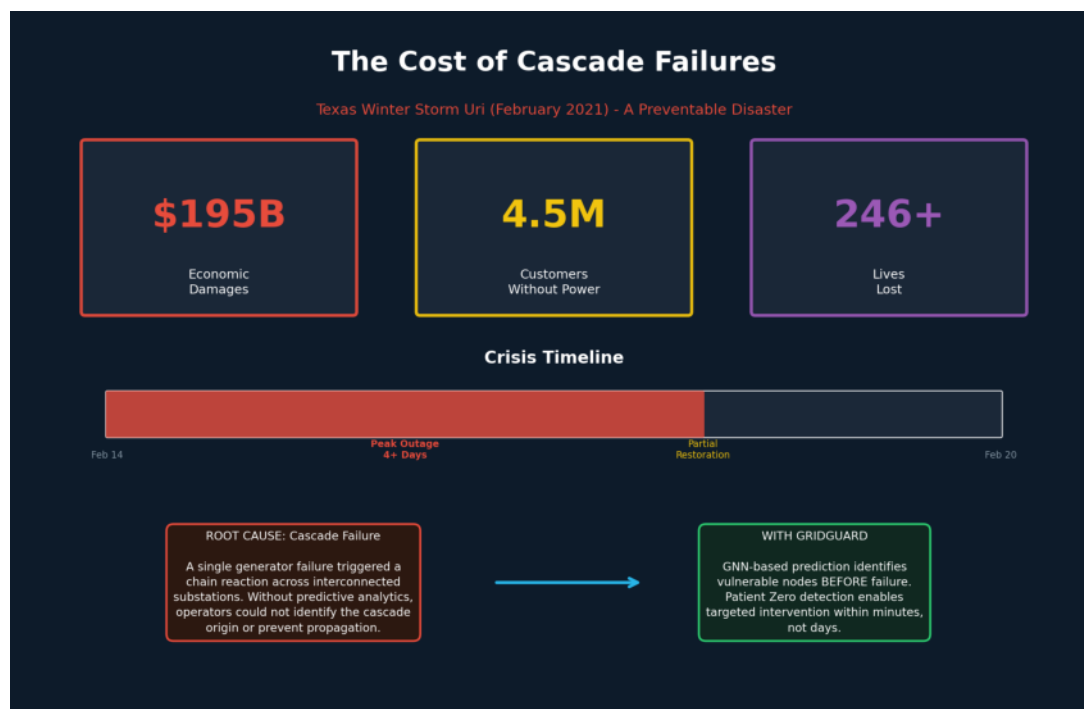 The Cost of Cascade Failures
Texas Winter Storm Uri (February 2021) - A Preventable Disaster
$195B
Economic
Damages
4.5M
Customers
Without Power
246+
Lives
Lost
Crisis Timeline
Feb 14
Peak Outage
4+ Days
Partial
Restoration
Feb 20
ROOT CAUSE: Cascade Failure
A single generator failure triggered a
chain reaction across interconnected
substations. Without predictive analytics,
operators could not identify the cascade
origin or prevent propagation.
WITH GRIDGUARD
GNN-based prediction identifies
vulnerable nodes BEFORE failure.
Patient Zero detection enables
targeted intervention within minutes,
not days.